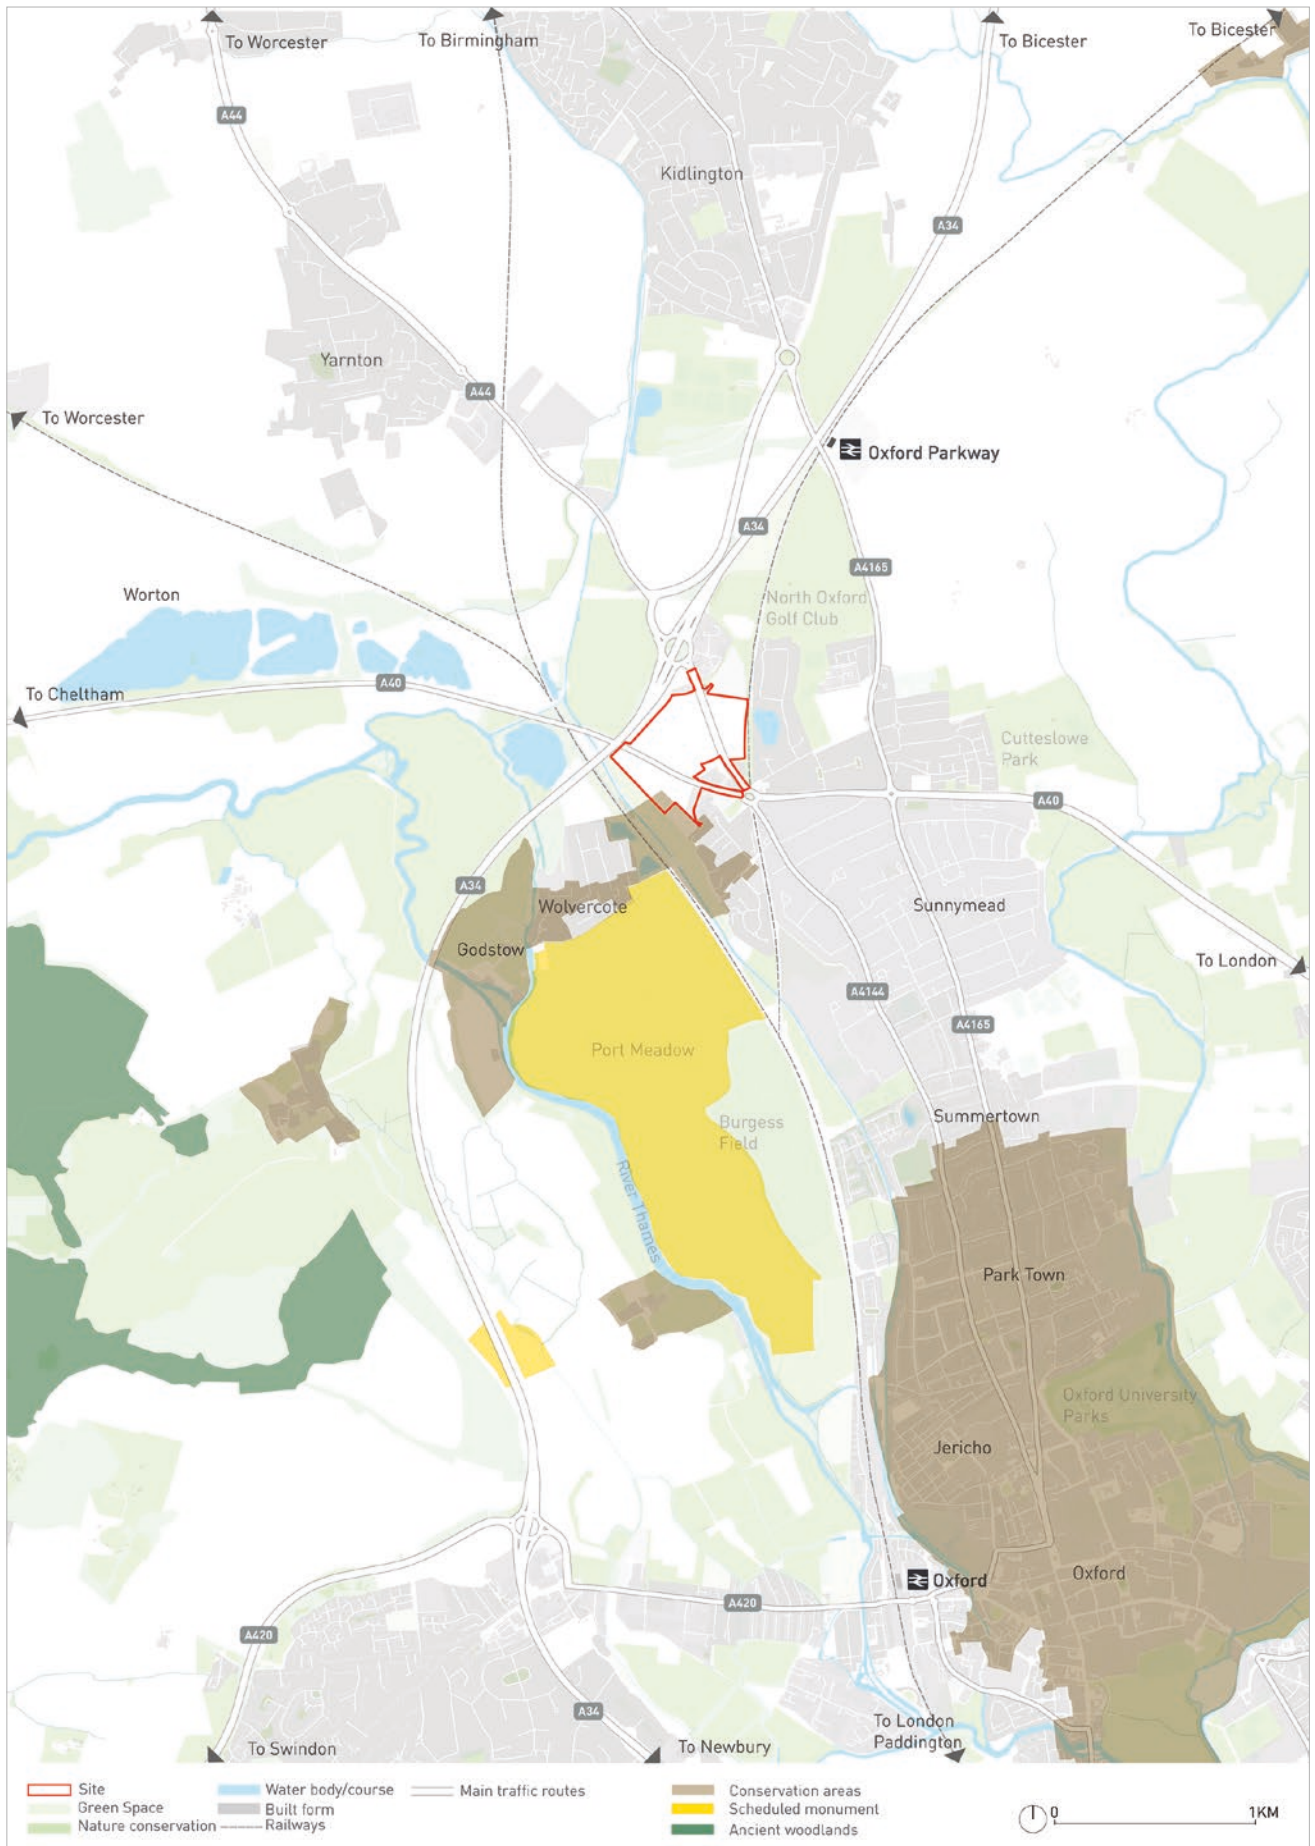 To Worcester
To Birmingham
To Bicester
To Bicester
A44
Kidlington
A34
Yarnton
A44
To Worcester
Oxford Parkway
A34
A4165
Worton
North Oxford
Golf Club
To Cheltham
A40
Cutteslowe
Park
A40
A34
Wolvercote
Sunnymead
Godstow
To London
A4144
A4165
Port Meadow
Summertown
Burgess
Field
River Thames
Park Town
Oxford University
Parks
Jericho
Oxford
Oxford
A420
A420
A34
To London
Paddington
To Swindon
To Newbury
Site
Green Space
Nature conservation
Water body/course
Built form
Railways
Main traffic routes
Conservation areas
Scheduled monument
Ancient woodlands
0
1KM